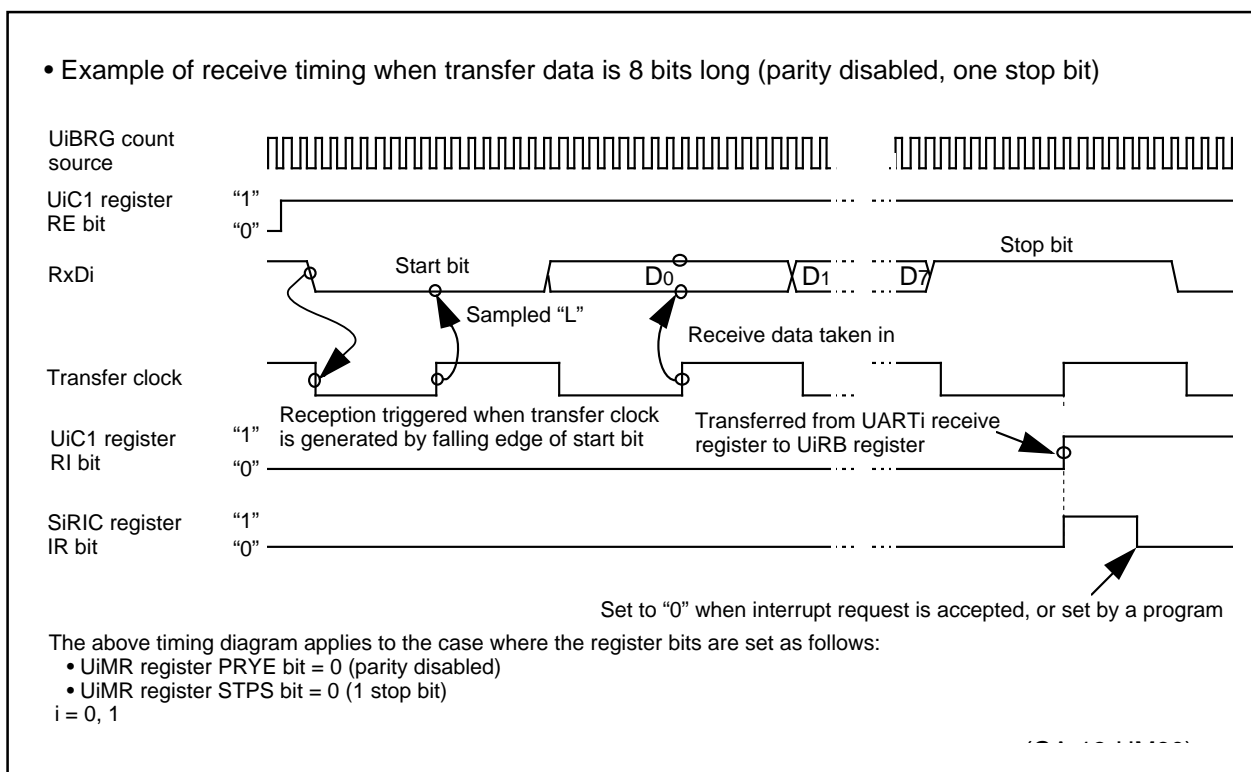 • Example of receive timing when transfer data is 8 bits long (parity disabled, one stop bit)
UiBRG count
source
UiC1 register
RE bit
“1”
“0”
RxDi
Start bit
D0
D1
D7
Stop bit
Sampled “L”
Receive data taken in
Transfer clock
Reception triggered when transfer clock
is generated by falling edge of start bit
Transferred from UARTi receive
register to UiRB register
UiC1 register
RI bit
“1”
“0”
SiRIC register
IR bit
“1”
“0”
Set to “0” when interrupt request is accepted, or set by a program
The above timing diagram applies to the case where the register bits are set as follows:
• UiMR register PRYE bit = 0 (parity disabled)
• UiMR register STPS bit = 0 (1 stop bit)
i = 0, 1